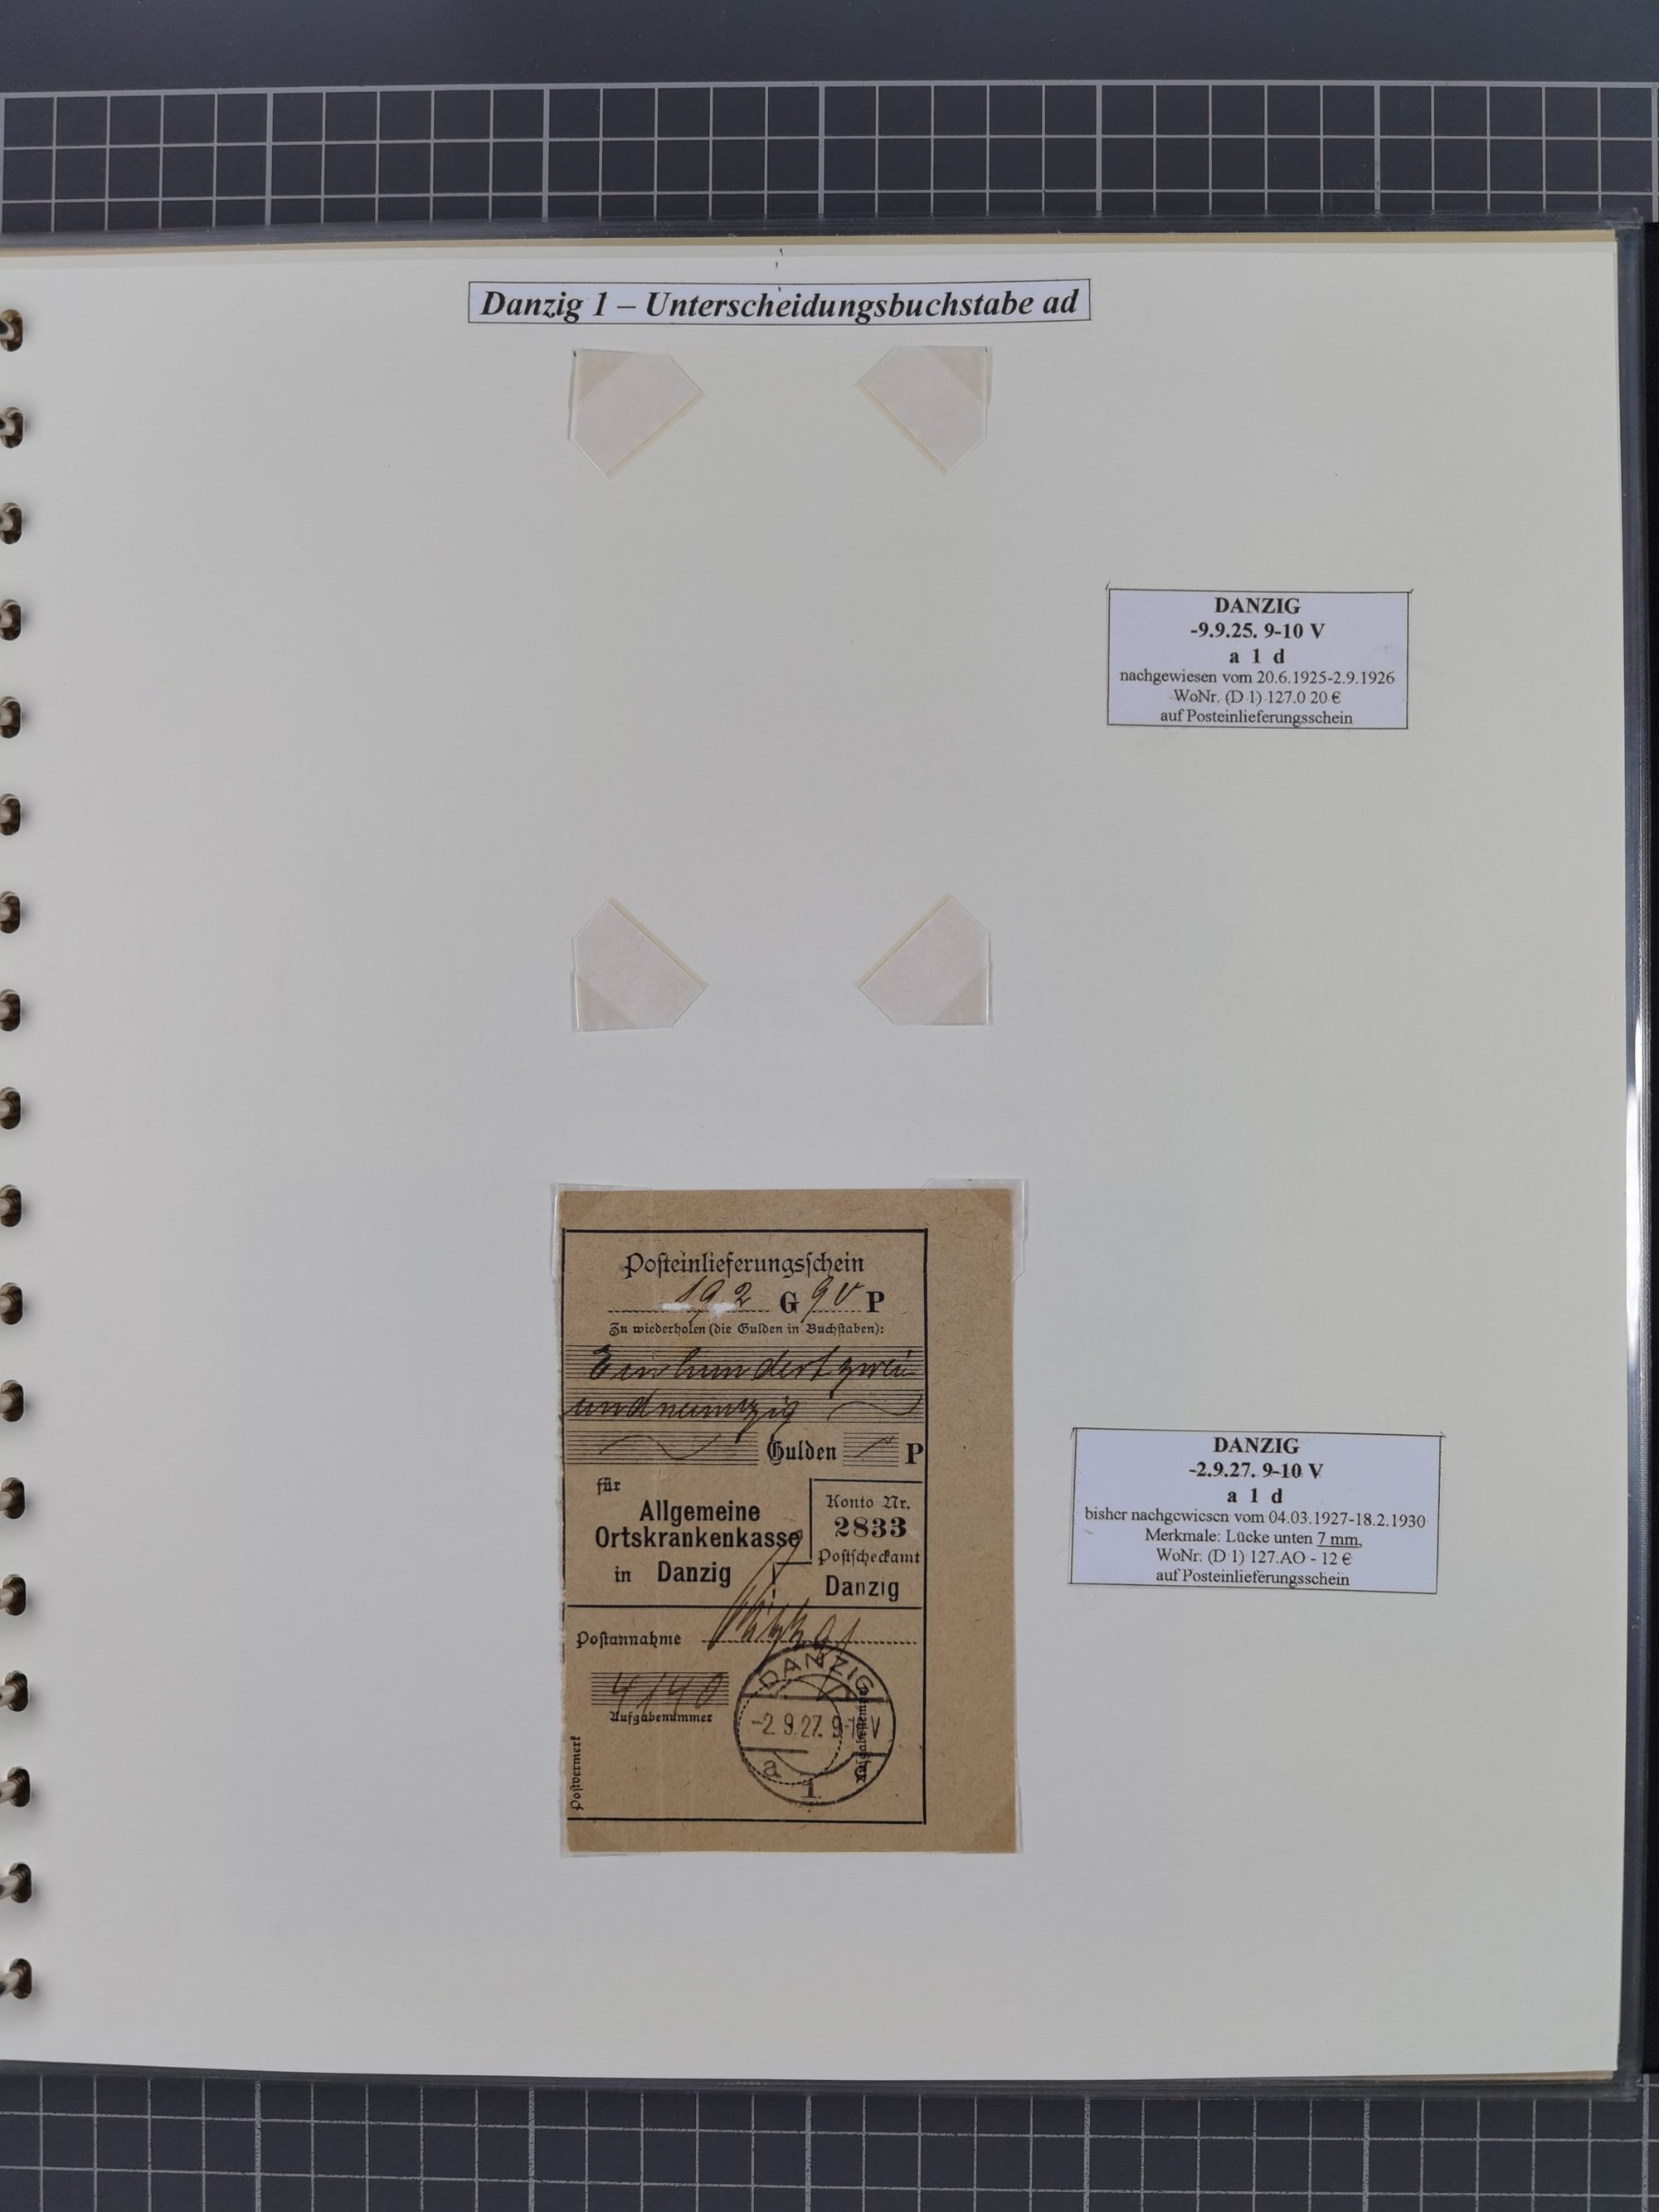 Danzig 1 – Unterscheidungsbuchstabe ad
DANZIG
-9.9.25. 9-10 V
a 1 d
nachgewiesen vom 20.6.1925-2.9.1926
WoNr. (D 1) 127.0 20 €
auf Posteinlieferungsschein
Posteinlieferungsschein
192 G 90 P
Zu wiederholen (die Gulden in Buchstaben):
Einhundertzwei-
undneunzig
Gulden P
für
Allgemeine
Ortskrankenkasse
in Danzig
Konto Nr.
2833
Postscheckamt
Danzig
Postannahme
4140
Aufgabenummer
Postvermerk
Aufgabestempel
DANZIG
-2.9.27. 9-10 V
a 1
DANZIG
-2.9.27. 9-10 V
a 1 d
bisher nachgewiesen vom 04.03.1927-18.2.1930
Merkmale: Lücke unten 7 mm,
WoNr. (D 1) 127.AO - 12 €
auf Posteinlieferungsschein